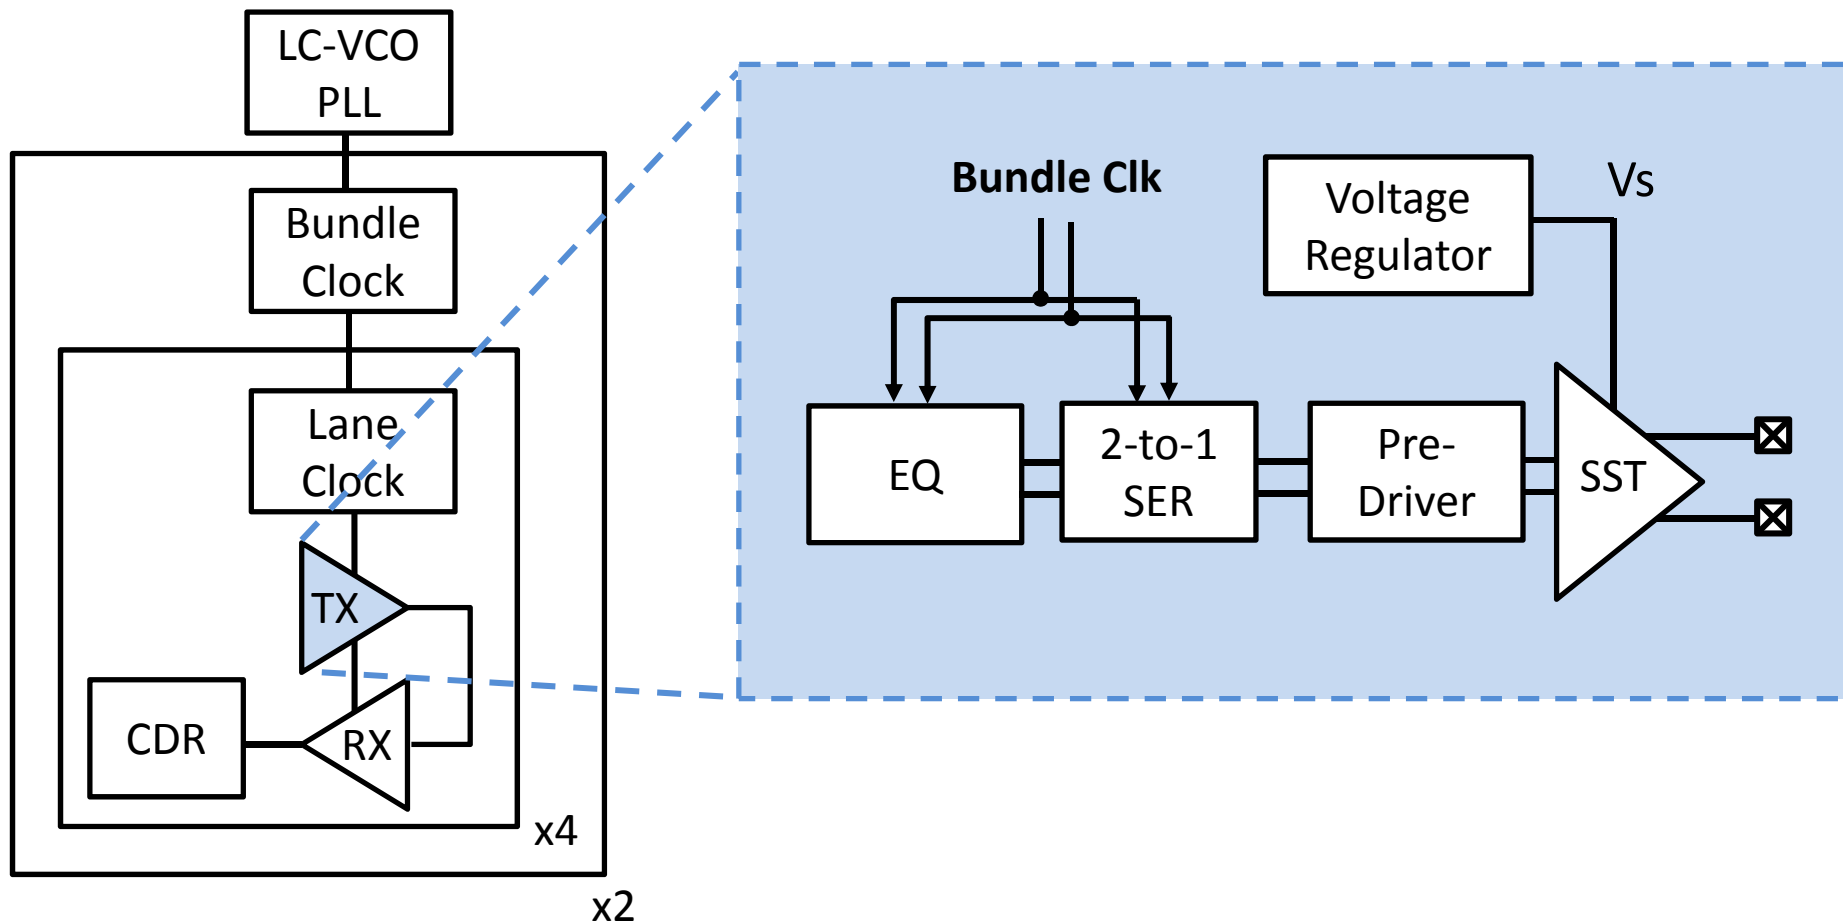 LC-VCO
PLL
Bundle
Clock
Lane
Clock
TX
RX
CDR
x4
x2
Bundle Clk
Voltage
Regulator
Vs
EQ
2-to-1
SER
Pre-
Driver
SST